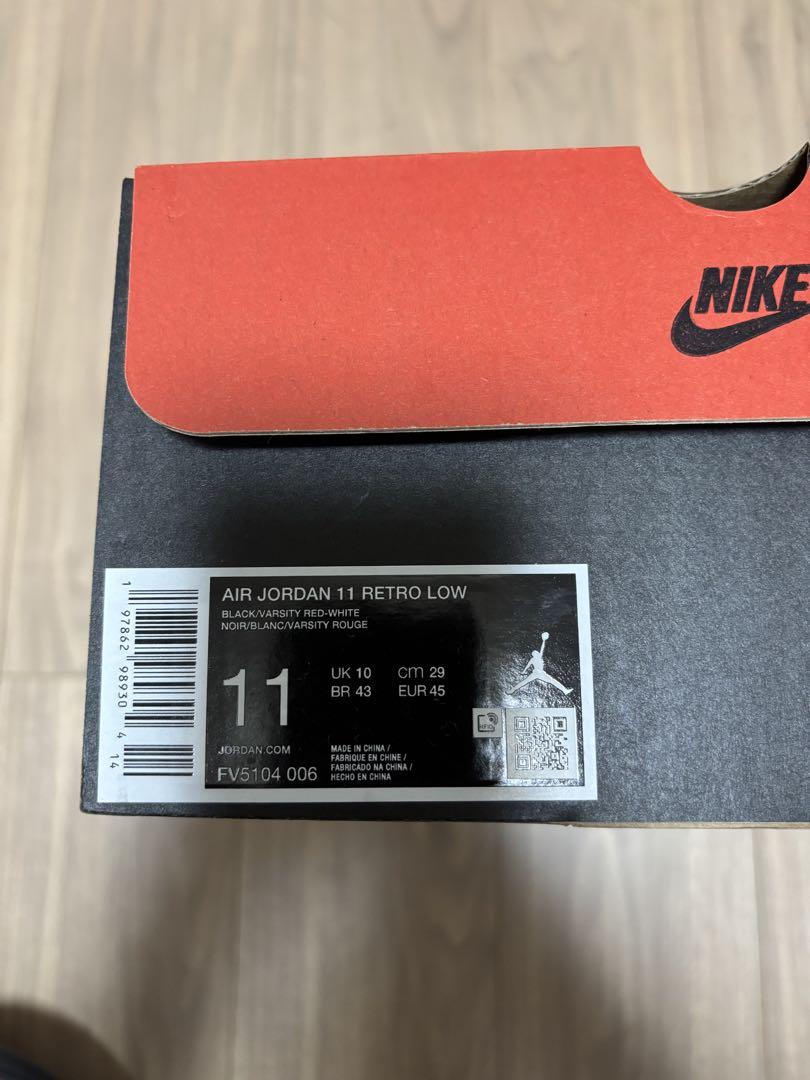 NIKE
AIR JORDAN 11 RETRO LOW
BLACK/VARSITY RED-WHITE
NOIR/BLANC/VARSITY ROUGE
11
UK 10 cm 29
BR 43 EUR 45
JORDAN.COM
FV5104 006
MADE IN CHINA /
FABRIQUE EN CHINE /
FABRICADO NA CHINA /
HECHO EN CHINA
1 97862 98930 4 14